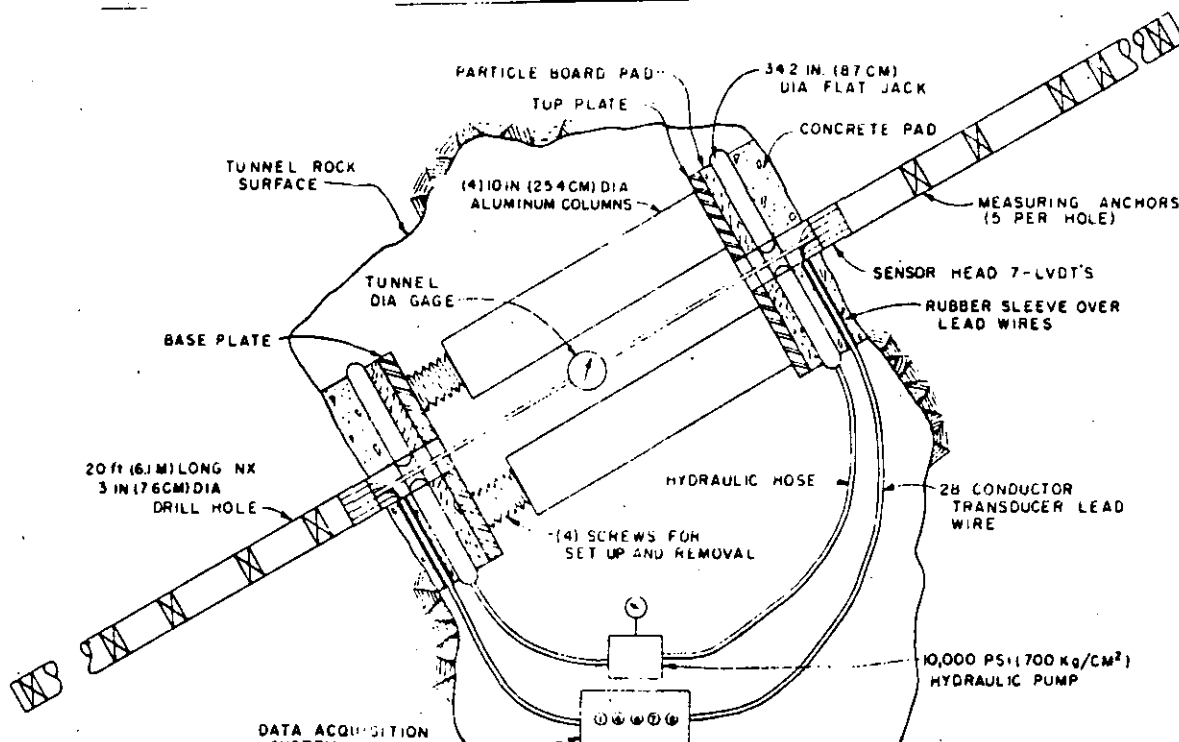 PARTICLE BOARD PAD
TOP PLATE
34.2 IN. (87 CM)
DIA FLAT JACK
CONCRETE PAD
TUNNEL ROCK
SURFACE
(4) 10 IN (25.4 CM) DIA
ALUMINUM COLUMNS
MEASURING ANCHORS
(5 PER HOLE)
SENSOR HEAD 7-LVDT'S
TUNNEL
DIA GAGE
RUBBER SLEEVE OVER
LEAD WIRES
BASE PLATE
20 ft (6.1 M) LONG NX
3 IN (7.6 CM) DIA
DRILL HOLE
HYDRAULIC HOSE
28 CONDUCTOR
TRANSDUCER LEAD
WIRE
(4) SCREWS FOR
SET UP AND REMOVAL
10,000 PSI (700 Kg/CM²)
HYDRAULIC PUMP
DATA ACQUISITION